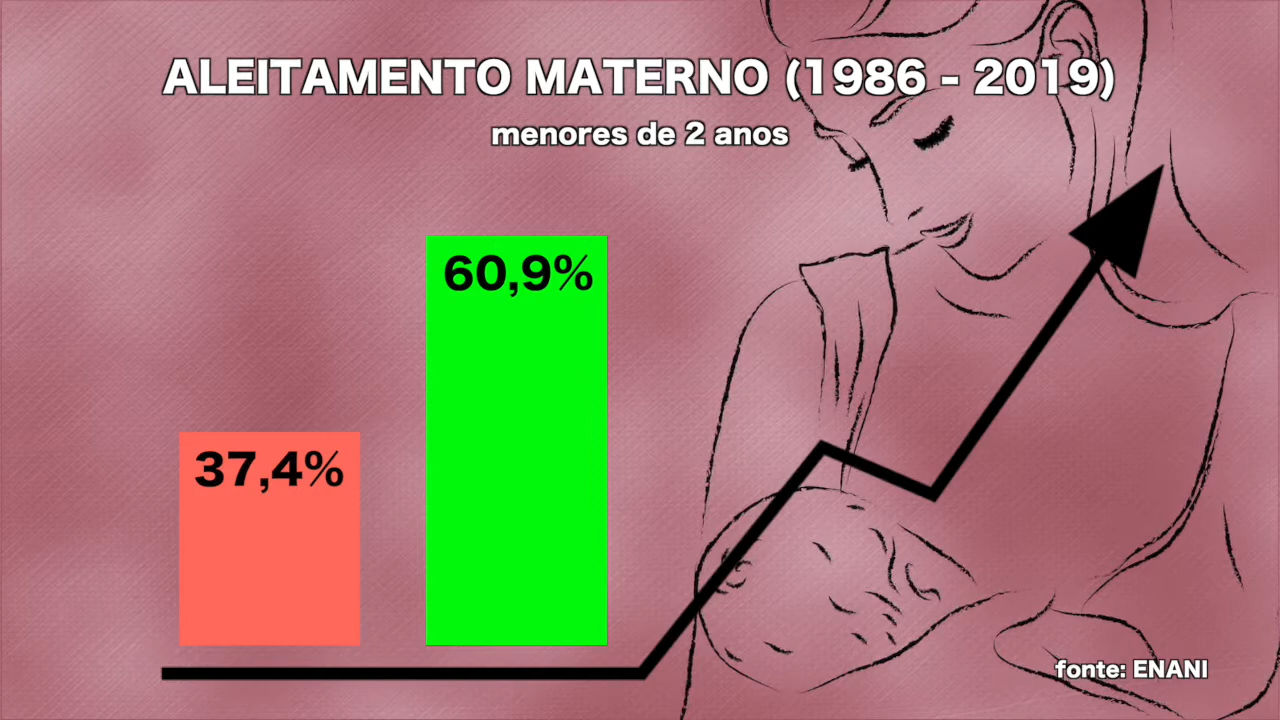 ALEITAMENTO MATERNO (1986 - 2019)
menores de 2 anos
60,9%
37,4%
fonte: ENANI